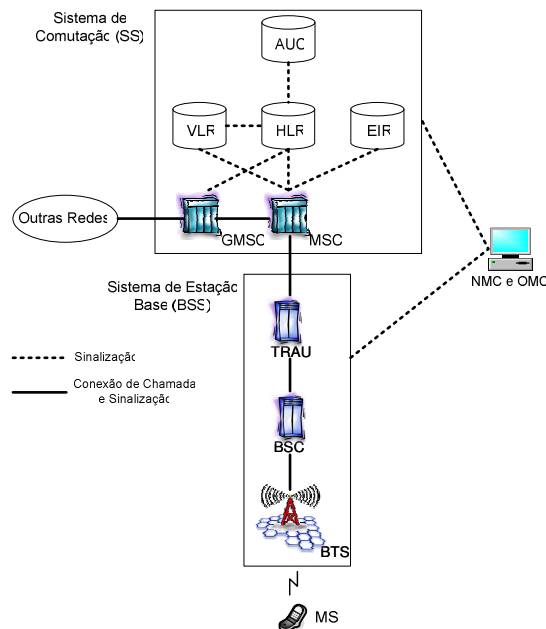 Sistema de
Comutação (SS)
AUC
VLR
HLR
EIR
Outras Redes
GMSC
MSC
NMC e OMC
Sistema de Estação
Base (BSS)
TRAU
Sinalização
Conexão de Chamada
e Sinalização
BSC
BTS
MS